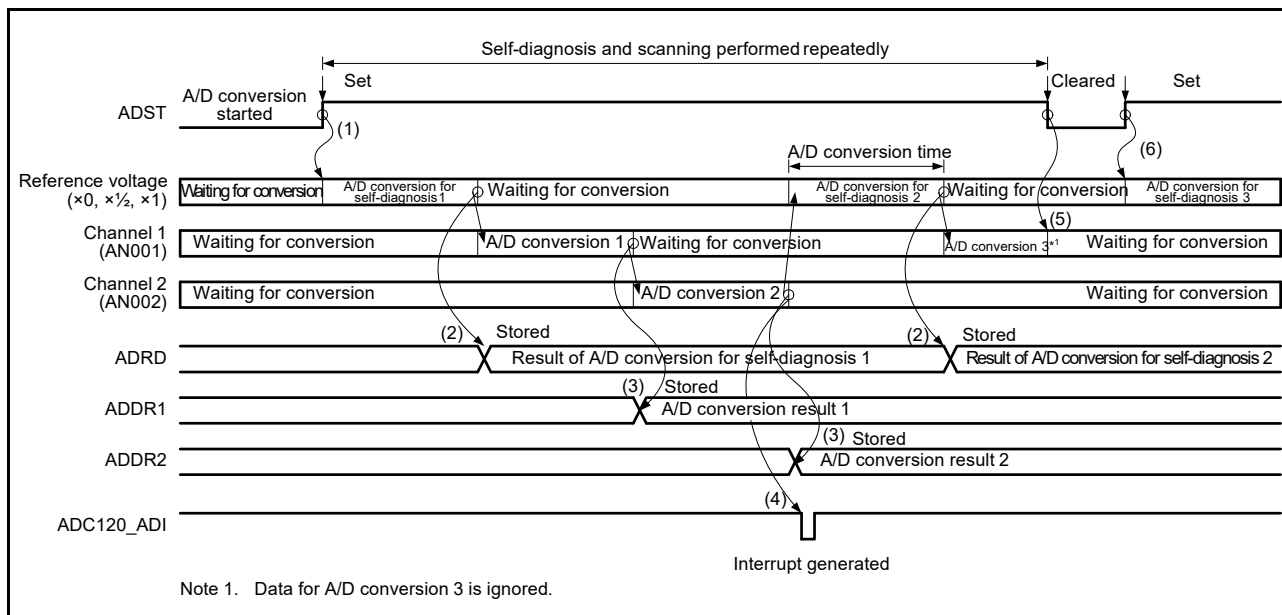 Self-diagnosis and scanning performed repeatedly
Set
Cleared
Set
A/D conversion
started
ADST
(1)
(6)
A/D conversion time
Reference voltage
(×0, ×½, ×1)
Waiting for conversion
A/D conversion for
self-diagnosis 1
Waiting for conversion
A/D conversion for
self-diagnosis 2
Waiting for conversion
A/D conversion for
self-diagnosis 3
(5)
Channel 1
(AN001)
Waiting for conversion
A/D conversion 1
Waiting for conversion
A/D conversion 3*1
Waiting for conversion
Channel 2
(AN002)
Waiting for conversion
A/D conversion 2
Waiting for conversion
(2)
Stored
(2)
Stored
ADRD
Result of A/D conversion for self-diagnosis 1
Result of A/D conversion for self-diagnosis 2
(3)
Stored
ADDR1
A/D conversion result 1
(3)
Stored
ADDR2
A/D conversion result 2
(4)
ADC120_ADI
Interrupt generated
Note 1. Data for A/D conversion 3 is ignored.